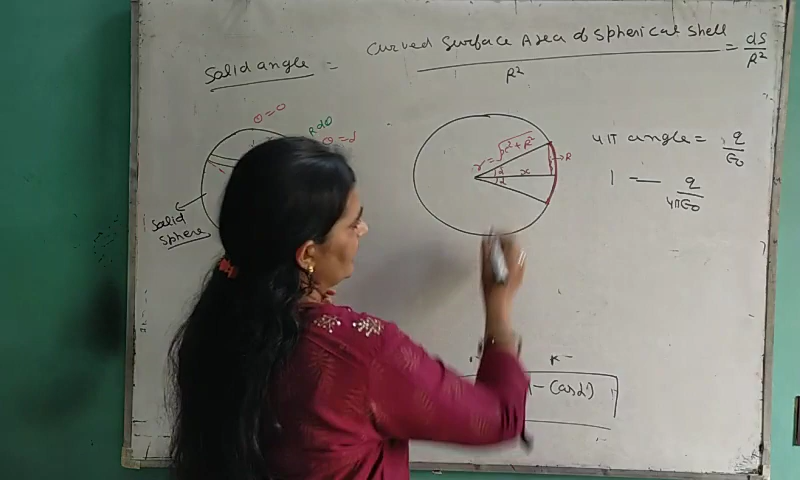 Solid angle = Curved Surface Area of Spherical Shell / R² = ds / R²
θ=0
Rdθ
θ=α
Solid
Sphere
r=√x²+R²
α
α
x
→R
4π angle = q/ε₀
1 — q/4πε₀
- Cosα)